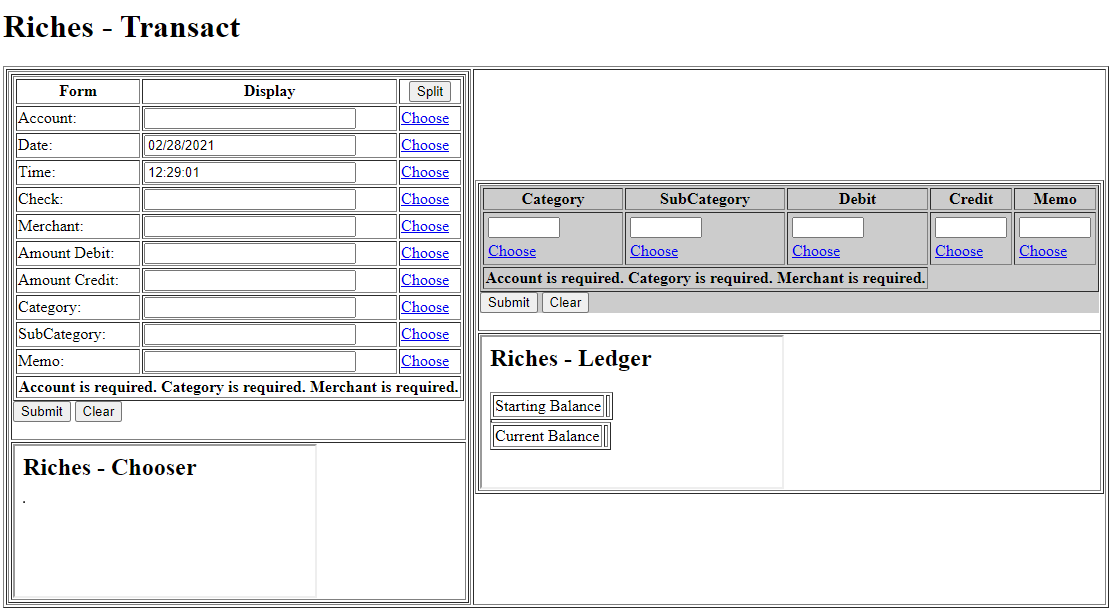 Riches - Transact
Form Display Split
Account: Choose
Date: 02/28/2021 Choose
Time: 12:29:01 Choose
Check: Choose
Merchant: Choose
Amount Debit: Choose
Amount Credit: Choose
Category: Choose
SubCategory: Choose
Memo: Choose
Account is required. Category is required. Merchant is required.
Submit Clear
Riches - Chooser
.
Category SubCategory Debit Credit Memo
Choose Choose Choose Choose Choose
Account is required. Category is required. Merchant is required.
Submit Clear
Riches - Ledger
Starting Balance
Current Balance